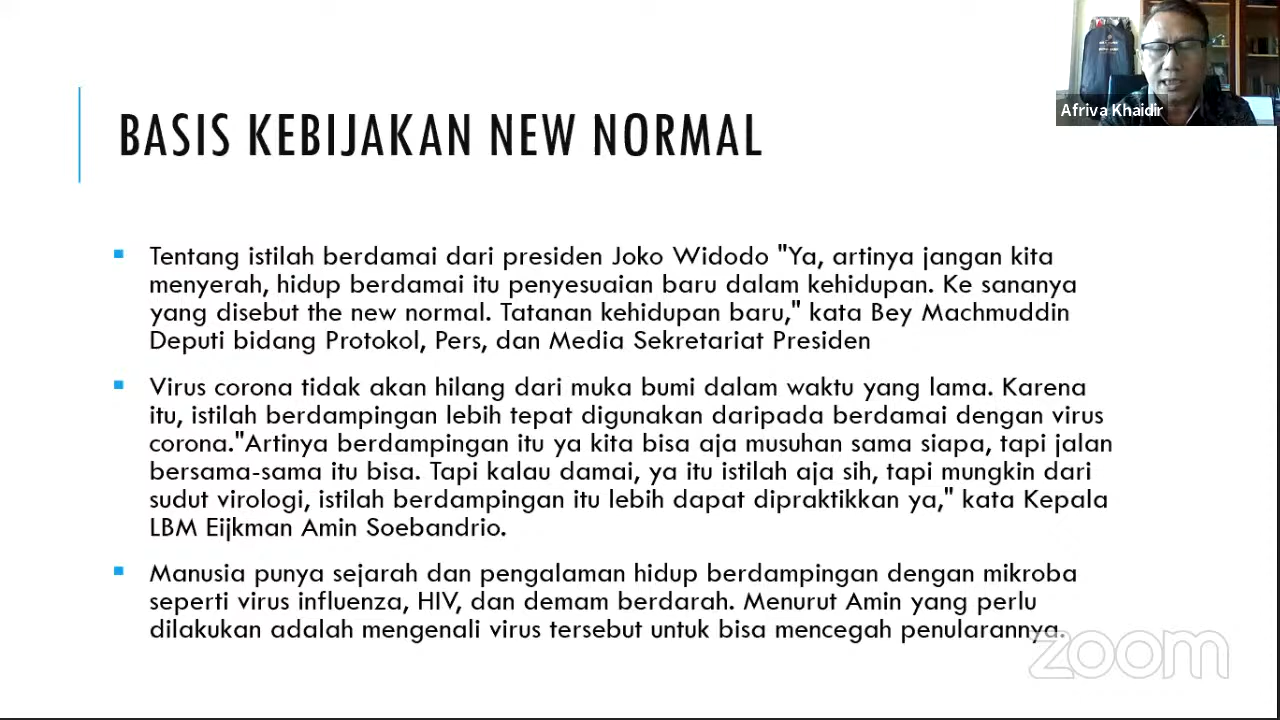 BASIS KEBIJAKAN NEW NORMAL
Afriva Khaidir
Tentang istilah berdamai dari presiden Joko Widodo "Ya, artinya jangan kita
menyerah, hidup berdamai itu penyesuaian baru dalam kehidupan. Ke sananya
yang disebut the new normal. Tatanan kehidupan baru," kata Bey Machmuddin
Deputi bidang Protokol, Pers, dan Media Sekretariat Presiden
Virus corona tidak akan hilang dari muka bumi dalam waktu yang lama. Karena
itu, istilah berdampingan lebih tepat digunakan daripada berdamai dengan virus
corona."Artinya berdampingan itu ya kita bisa aja musuhan sama siapa, tapi jalan
bersama-sama itu bisa. Tapi kalau damai, ya itu istilah aja sih, tapi mungkin dari
sudut virologi, istilah berdampingan itu lebih dapat dipraktikkan ya," kata Kepala
LBM Eijkman Amin Soebandrio.
Manusia punya sejarah dan pengalaman hidup berdampingan dengan mikroba
seperti virus influenza, HIV, dan demam berdarah. Menurut Amin yang perlu
dilakukan adalah mengenali virus tersebut untuk bisa mencegah penularannya.
zoom